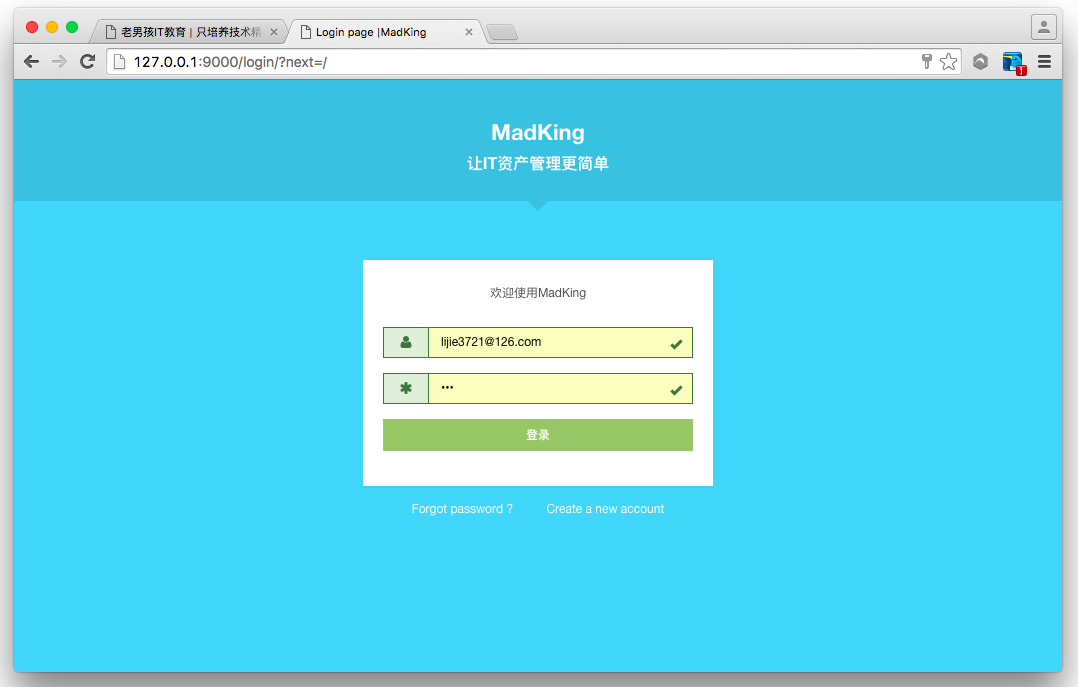 老男孩IT教育 | 只培养技术精
Login page |MadKing
127.0.0.1:9000/login/?next=/
MadKing
让IT资产管理更简单
欢迎使用MadKing
lijie3721@126.com
•••
登录
Forgot password ?
Create a new account